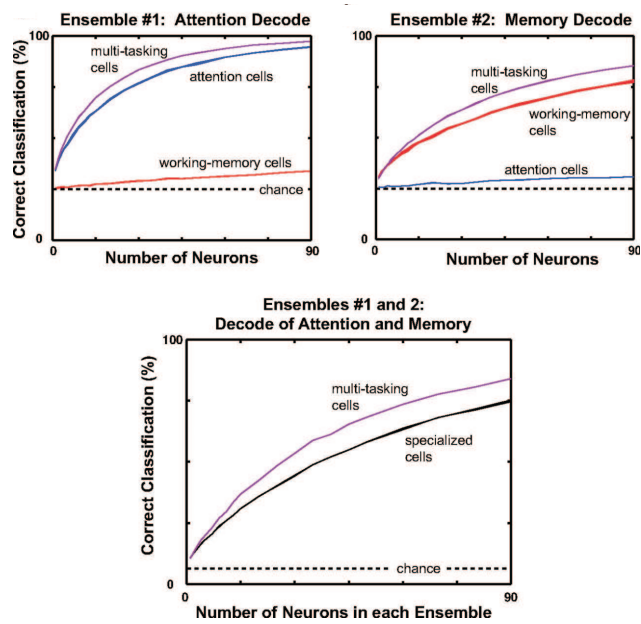 Ensemble #1: Attention Decode
100
multi-tasking
cells
attention cells
working-memory cells
chance
Correct Classification (%)
0
0
90
Number of Neurons
Ensemble #2: Memory Decode
100
multi-tasking
cells
working-memory
cells
attention cells
chance
Correct Classification (%)
0
0
90
Number of Neurons
Ensembles #1 and 2:
Decode of Attention and Memory
100
multi-tasking
cells
specialized
cells
chance
Correct Classification (%)
0
0
90
Number of Neurons in each Ensemble